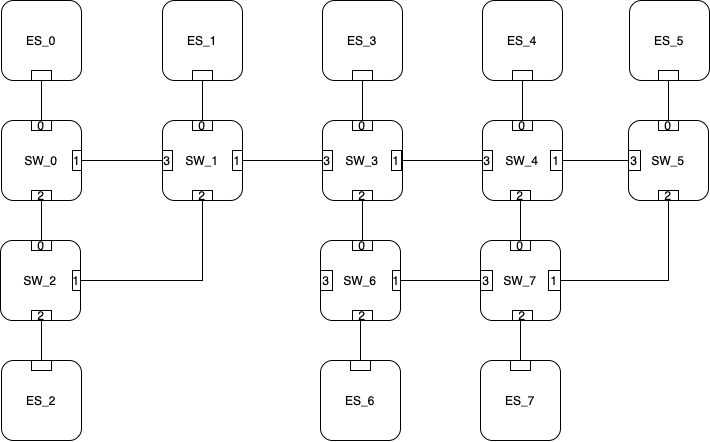 ES_0 ES_1 ES_3 ES_4 ES_5
0 0 0 0 0
SW_0 1 3 SW_1 1 3 SW_3 1 3 SW_4 1 3 SW_5
2 2 2 2 2
0 0 0
SW_2 1 3 SW_6 1 3 SW_7 1
2 2 2
ES_2 ES_6 ES_7